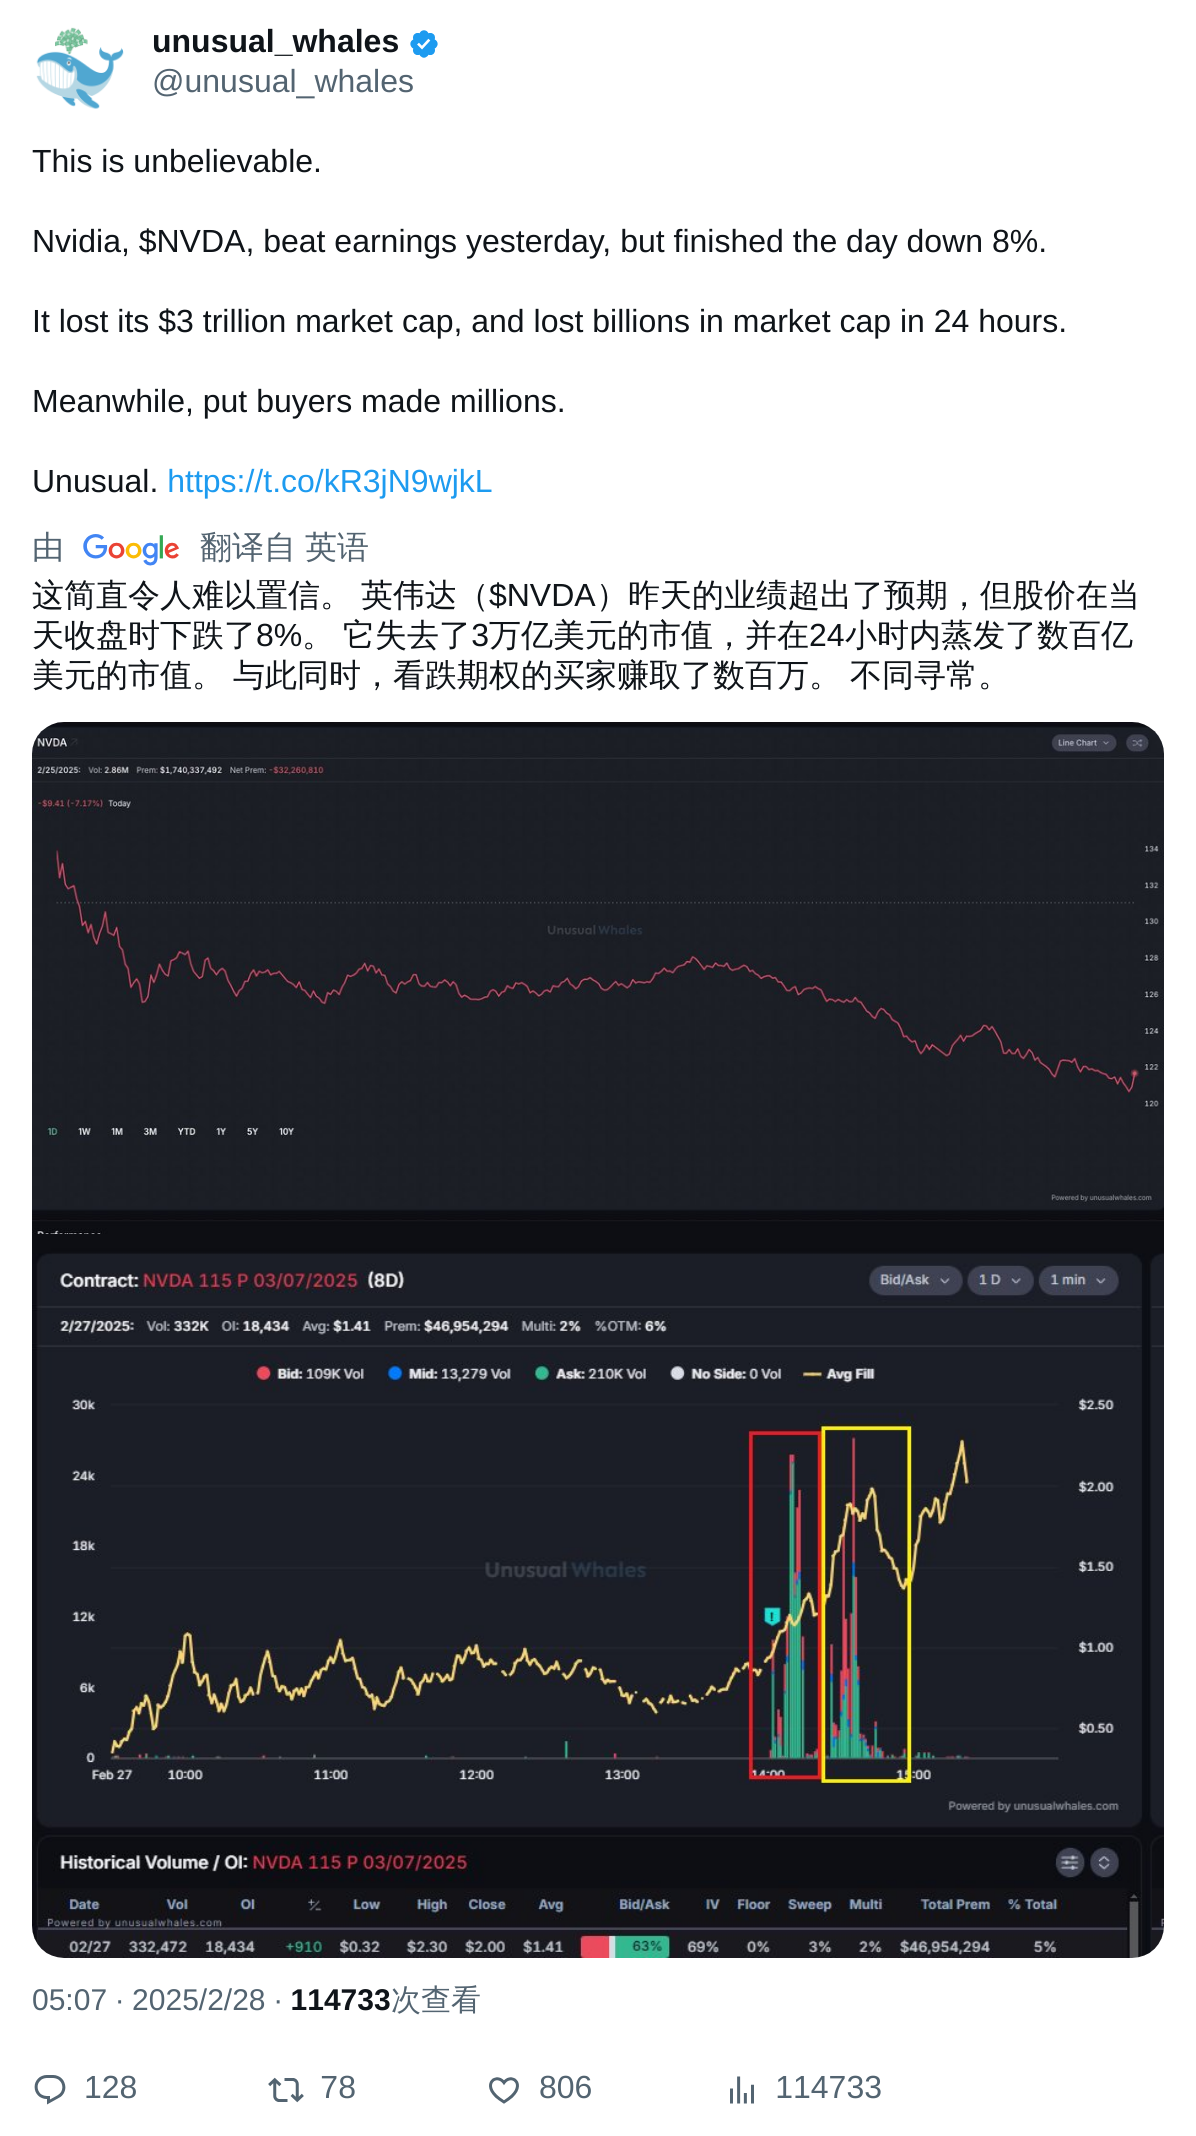 unusual_whales
@unusual_whales
This is unbelievable.
Nvidia, $NVDA, beat earnings yesterday, but finished the day down 8%.
It lost its $3 trillion market cap, and lost billions in market cap in 24 hours.
Meanwhile, put buyers made millions.
Unusual. https://t.co/kR3jN9wjkL
由 Google 翻译自 英语
这简直令人难以置信。 英伟达（$NVDA）昨天的业绩超出了预期，但股价在当
天收盘时下跌了8%。 它失去了3万亿美元的市值，并在24小时内蒸发了数百亿
美元的市值。 与此同时，看跌期权的买家赚取了数百万。 不同寻常。
NVDA
Line Chart
2/25/2025: Vol: 2.86M Prem: $1,740,337,492 Net Prem: -$32,260,810
-$9.41 (-7.17%) Today
134
132
130
Unusual Whales
128
126
124
122
120
1D 1W 1M 3M YTD 1Y 5Y 10Y
Powered by unusualwhales.com
Contract: NVDA 115 P 03/07/2025 (8D)
Bid/Ask 1 D 1 min
2/27/2025: Vol: 332K OI: 18,434 Avg: $1.41 Prem: $46,954,294 Multi: 2% %OTM: 6%
Bid: 109K Vol Mid: 13,279 Vol Ask: 210K Vol No Side: 0 Vol Avg Fill
30k $2.50
24k $2.00
18k $1.50
Unusual Whales
12k $1.00
6k $0.50
0
Feb 27 10:00 11:00 12:00 13:00 14:00 15:00
Powered by unusualwhales.com
Historical Volume / OI: NVDA 115 P 03/07/2025
Date Vol OI +/- Low High Close Avg Bid/Ask IV Floor Sweep Multi Total Prem % Total
Powered by unusualwhales.com
02/27 332,472 18,434 +910 $0.32 $2.30 $2.00 $1.41 63% 69% 0% 3% 2% $46,954,294 5%
05:07 · 2025/2/28 · 114733次查看
128 78 806 114733